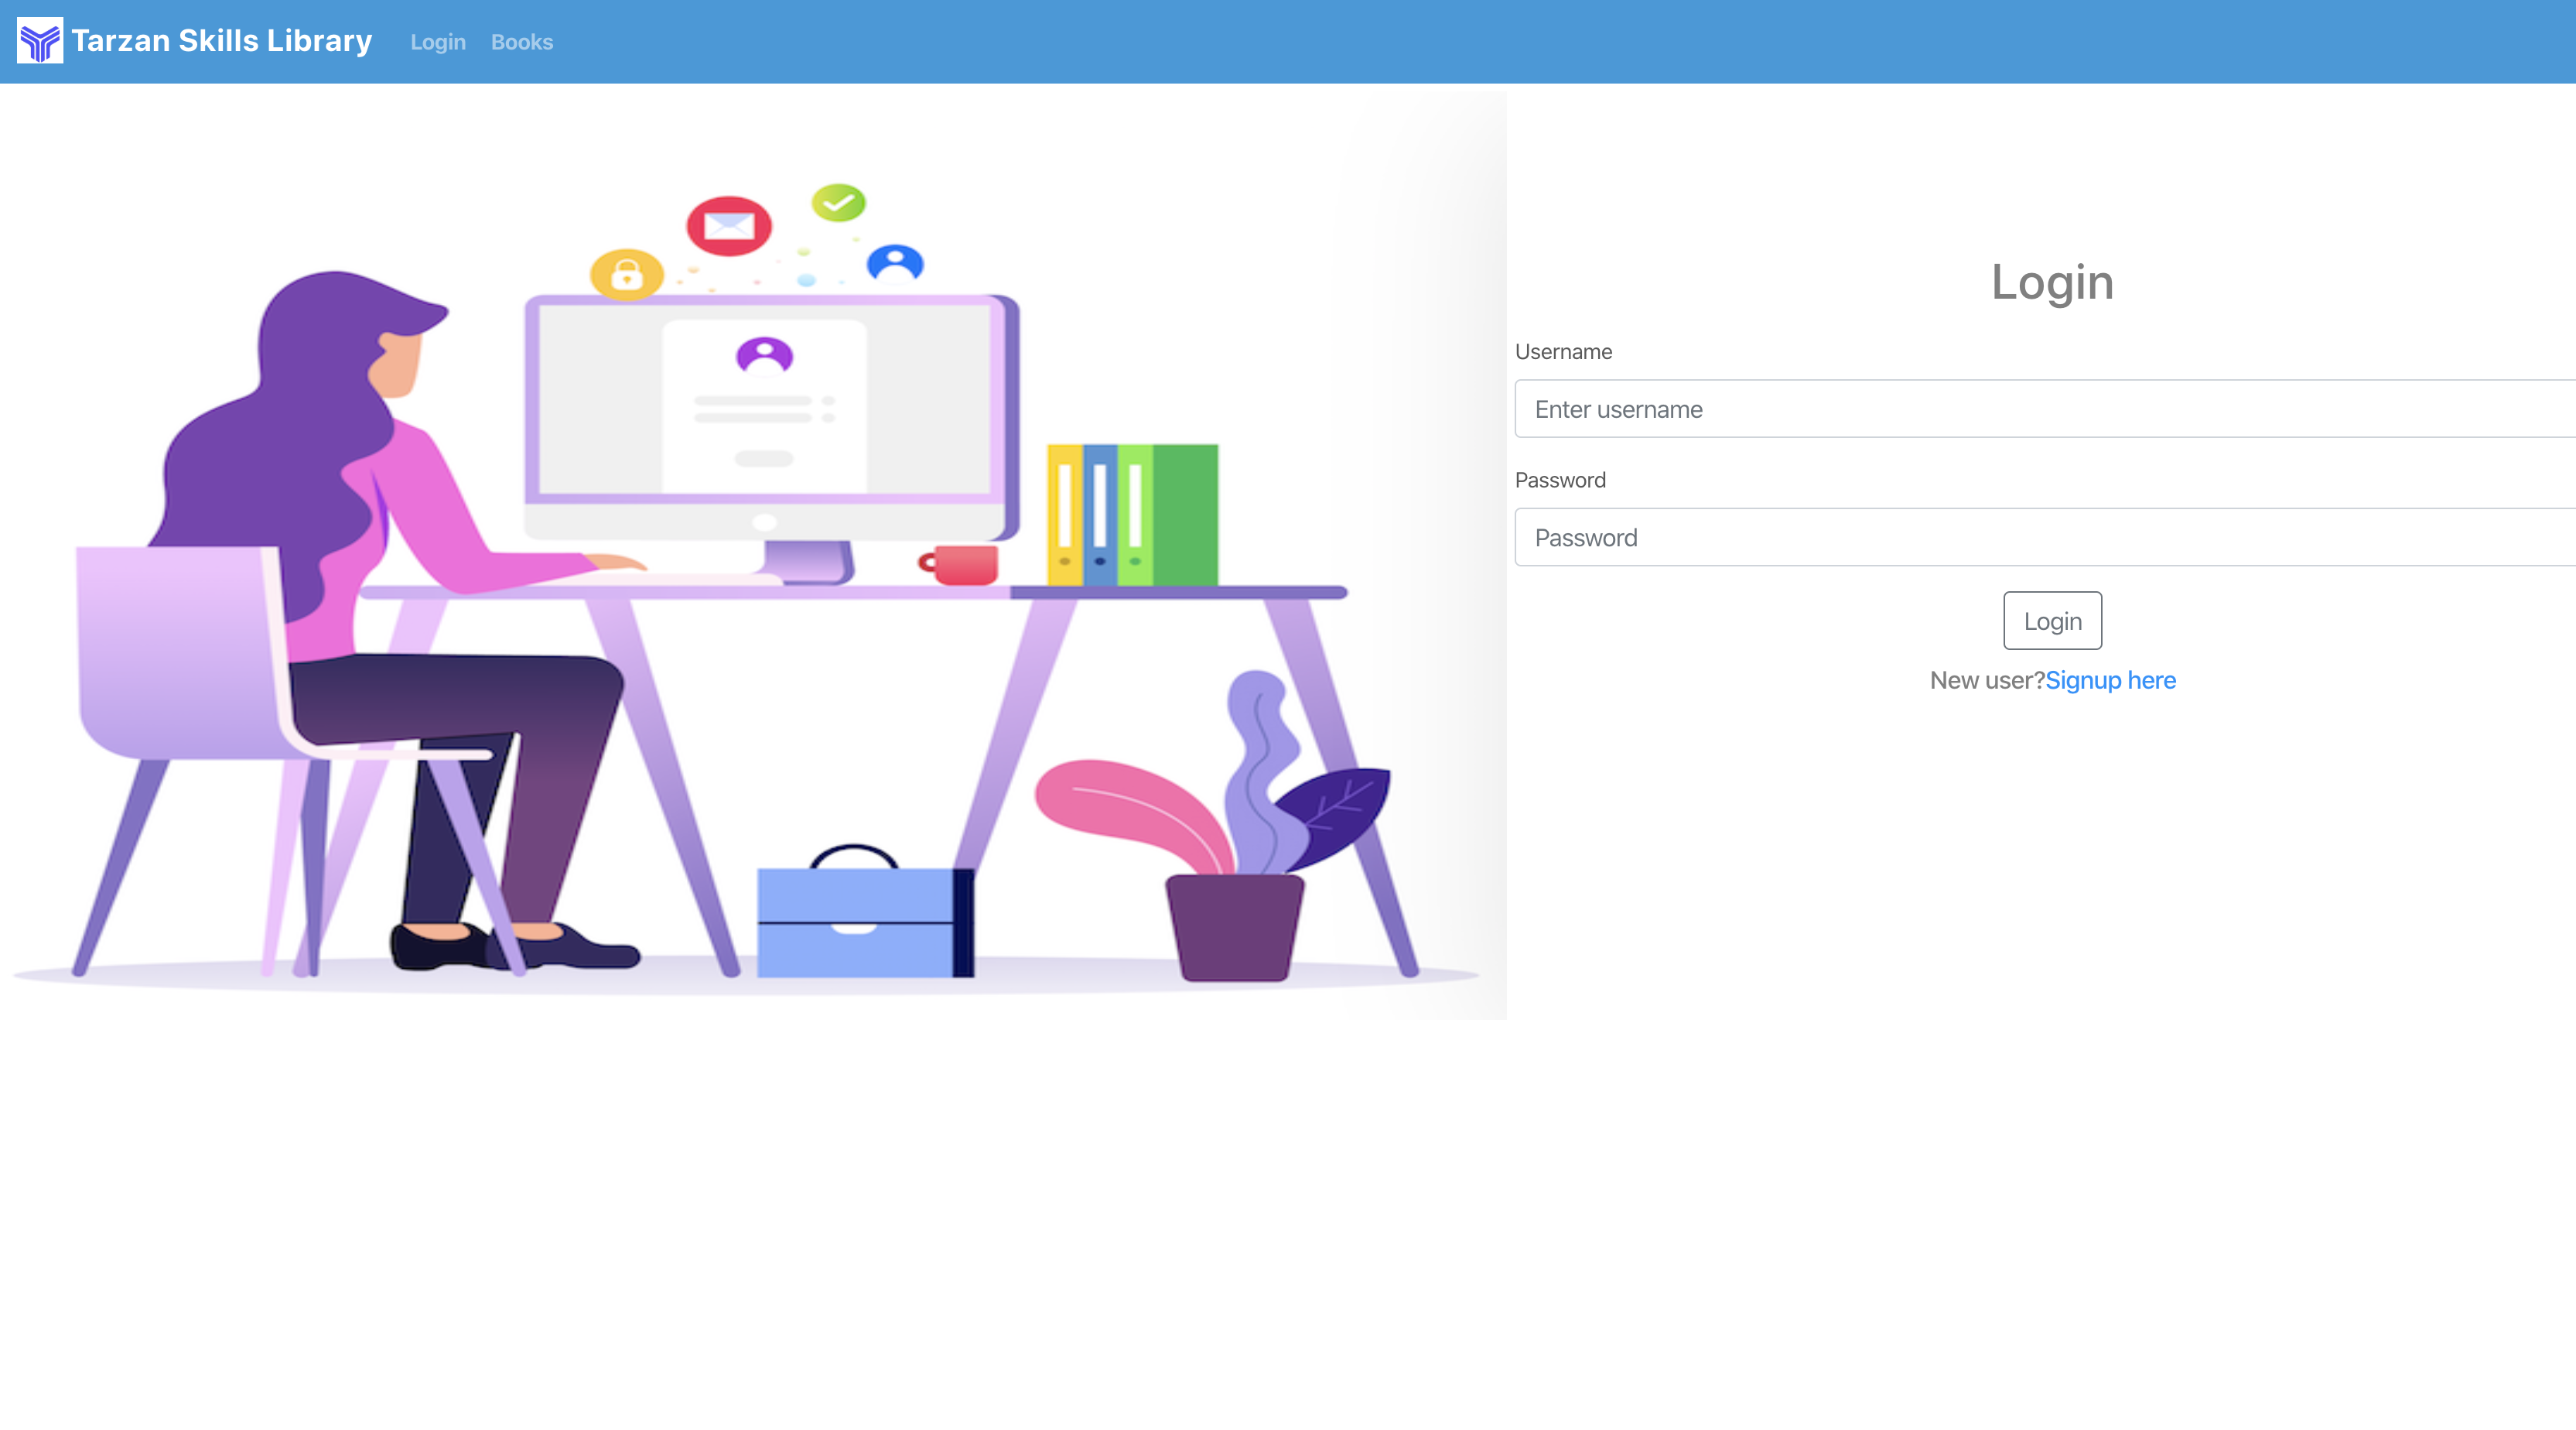 Tarzan Skills Library
Login
Books
Login
Username
Enter username
Password
Password
Login
New user?Signup here